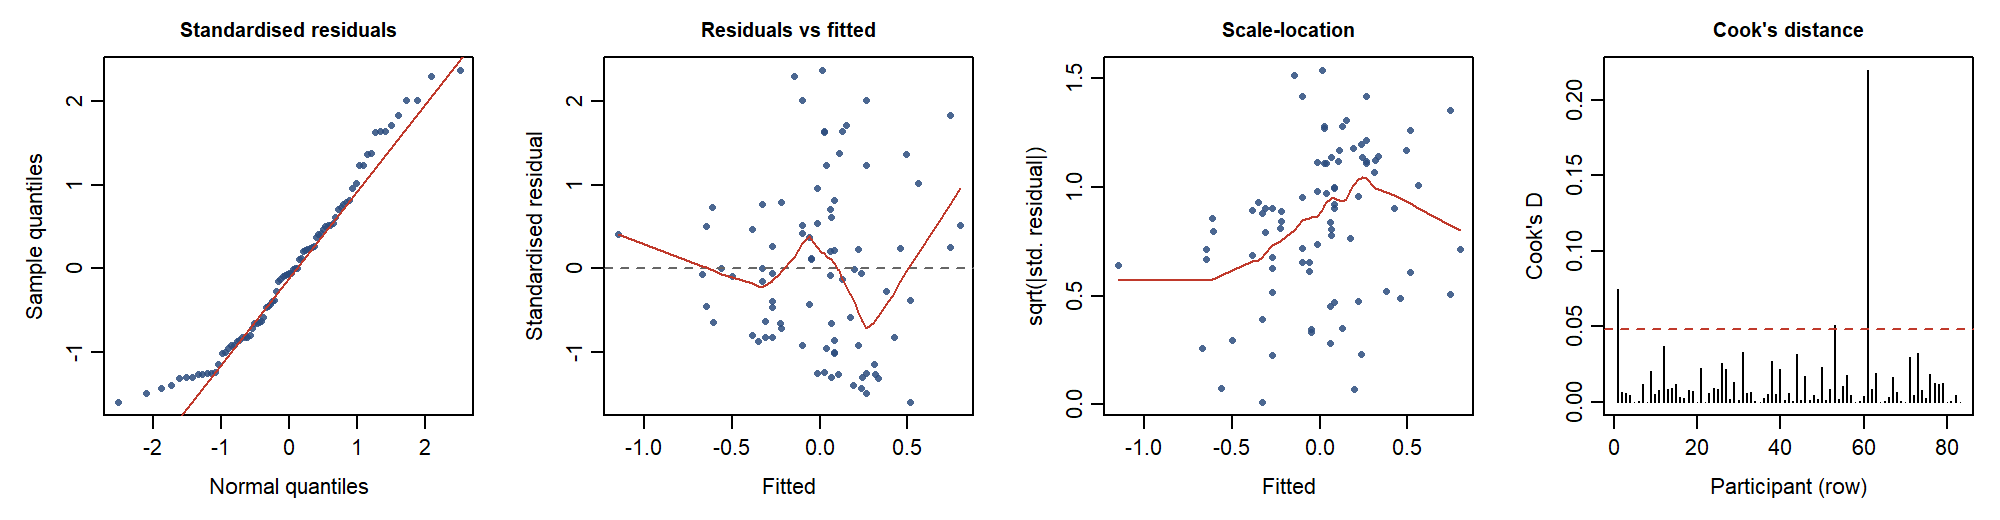 Standardised residuals
Sample quantiles
2
1
0
-1
-2 -1 0 1 2
Normal quantiles
Residuals vs fitted
Standardised residual
2
1
0
-1
-1.0 -0.5 0.0 0.5
Fitted
Scale-location
sqrt(|std. residual|)
1.5
1.0
0.5
0.0
-1.0 -0.5 0.0 0.5
Fitted
Cook's distance
Cook's D
0.20
0.15
0.10
0.05
0.00
0 20 40 60 80
Participant (row)